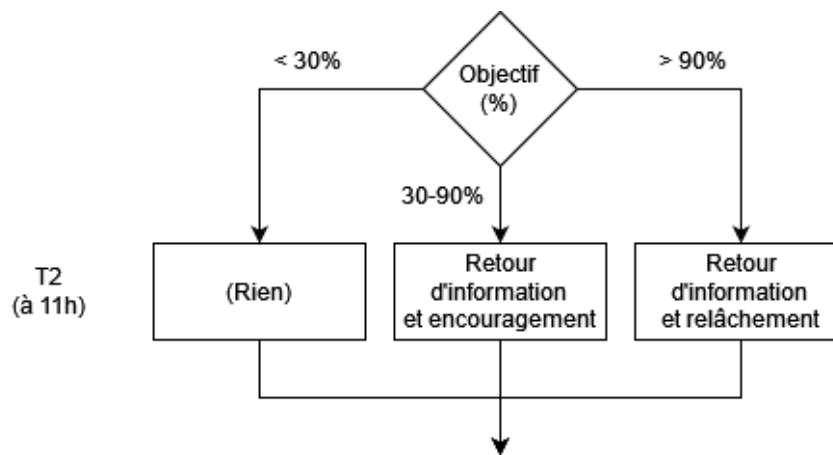 < 30%
Objectif
(%)
> 90%
30-90%
T2
(à 11h)
(Rien)
Retour
d'information
et encouragement
Retour
d'information
et relâchement